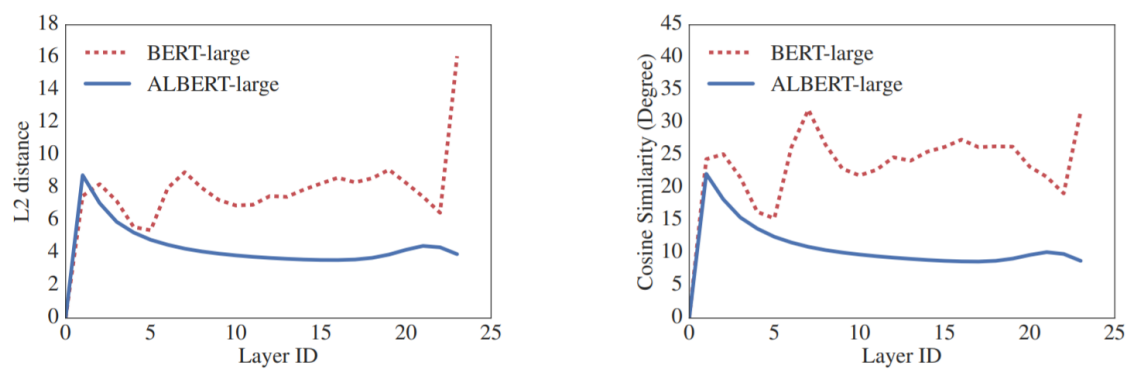 18
16
14
12
10
8
6
4
2
0
L2 distance
BERT-large
ALBERT-large
0 5 10 15 20 25
Layer ID
45
40
35
30
25
20
15
10
5
0
Cosine Similarity (Degree)
BERT-large
ALBERT-large
0 5 10 15 20 25
Layer ID